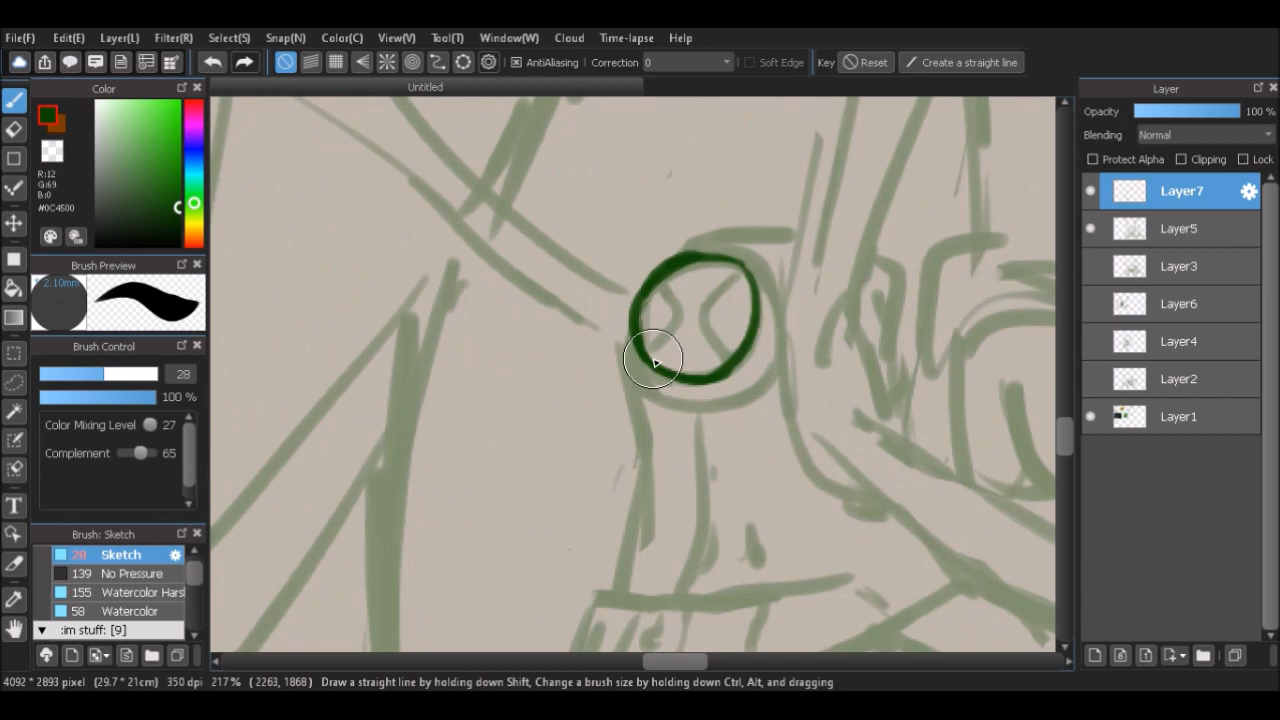 File(F) Edit(E) Layer(L) Filter(R) Select(S) Snap(N) Color(C) View(V) Tool(T) Window(W) Cloud Time-lapse Help
AntiAliasing Correction 0 Soft Edge Key Reset Create a straight line
Color
Untitled
Layer
Opacity 100 %
Blending Normal
Protect Alpha Clipping Lock
R:12
G:69
B:0
#0C4500
Brush Preview
2.10mm
Brush Control
28
100 %
Color Mixing Level 27
Complement 65
Brush: Sketch
28 Sketch
139 No Pressure
155 Watercolor Hars
58 Watercolor
:im stuff: [9]
Layer7
Layer5
Layer3
Layer6
Layer4
Layer2
Layer1
T
4092 * 2893 pixel (29.7 * 21cm) 350 dpi 217% ( 2263, 1868 ) Draw a straight line by holding down Shift, Change a brush size by holding down Ctrl, Alt, and dragging